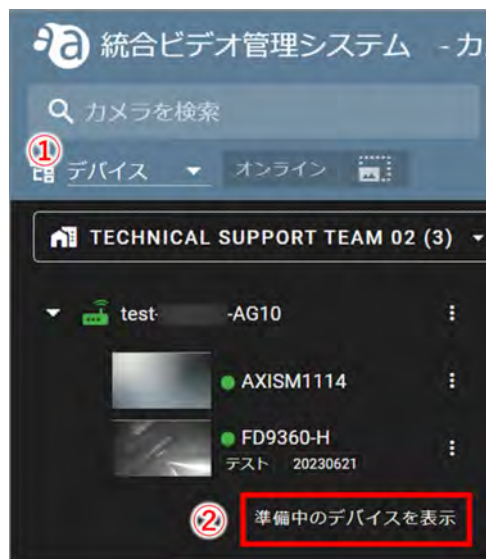 統合ビデオ管理システム - カ
カメラを検索
①
デバイス オンライン
TECHNICAL SUPPORT TEAM 02 (3)
test- -AG10
AXISM1114
FD9360-H
テスト 20230621
② 準備中のデバイスを表示